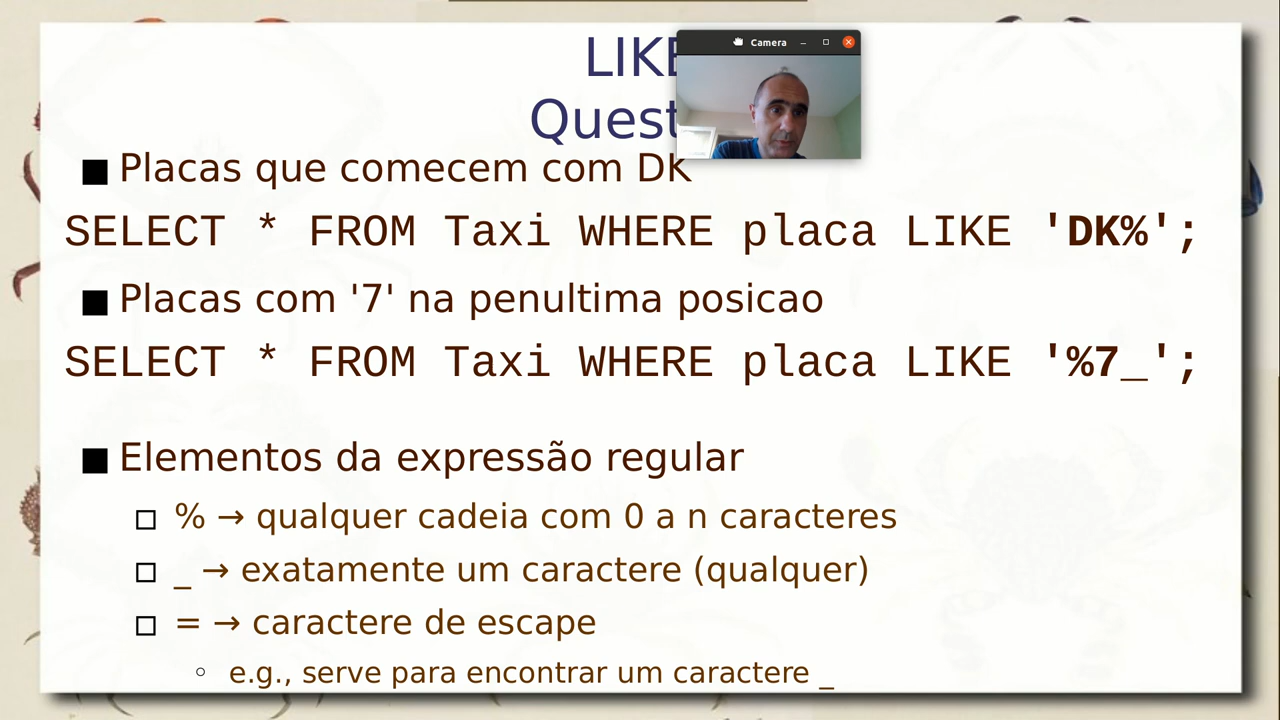 LIKE
Camera
Quest
■ Placas que comecem com DK
SELECT * FROM Taxi WHERE placa LIKE 'DK%';
■ Placas com '7' na penultima posicao
SELECT * FROM Taxi WHERE placa LIKE '%7_';
■ Elementos da expressão regular
□ % → qualquer cadeia com 0 a n caracteres
□ _ → exatamente um caractere (qualquer)
□ = → caractere de escape
○ e.g., serve para encontrar um caractere _